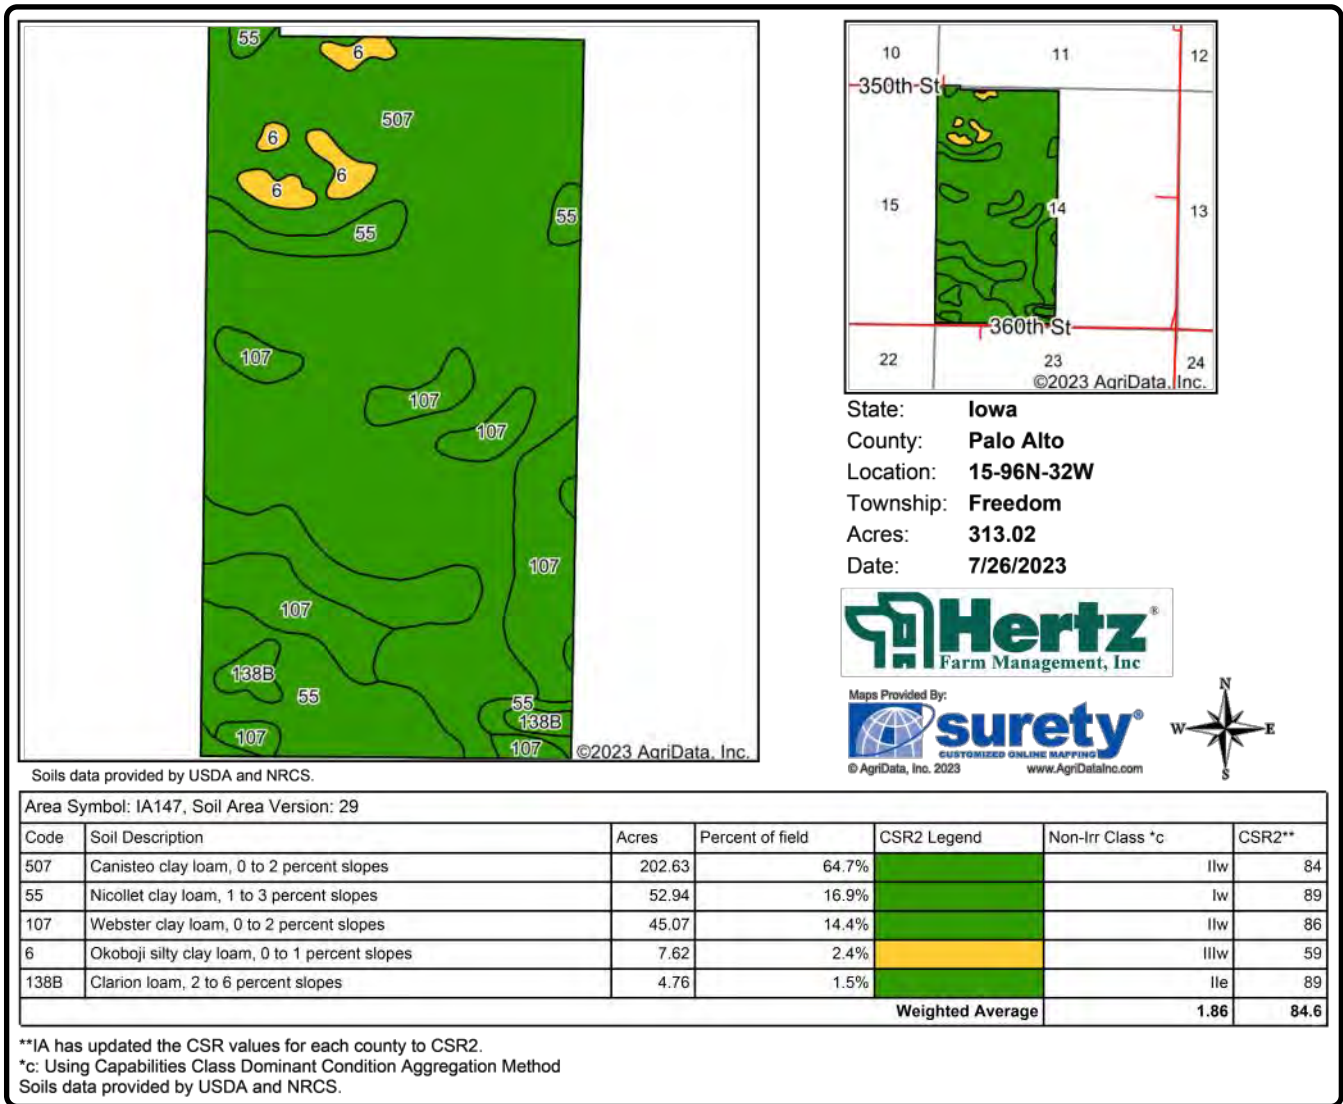 55
6
507
6
6
6
55
55
107
107
107
107
107
138B
55
55
138B
107
107
©2023 AgriData, Inc.
10
11
12
350th St
15
14
13
360th St
22
23
24
©2023 AgriData, Inc.
State: Iowa
County: Palo Alto
Location: 15-96N-32W
Township: Freedom
Acres: 313.02
Date: 7/26/2023
Hertz®
Farm Management, Inc
Maps Provided By:
surety®
CUSTOMIZED ONLINE MAPPING
© AgriData, Inc. 2023 www.AgriDataInc.com
N
W E
S
Soils data provided by USDA and NRCS.
Area Symbol: IA147, Soil Area Version: 29
Code Soil Description Acres Percent of field CSR2 Legend Non-Irr Class *c CSR2**
507 Canisteo clay loam, 0 to 2 percent slopes 202.63 64.7% IIw 84
55 Nicollet clay loam, 1 to 3 percent slopes 52.94 16.9% Iw 89
107 Webster clay loam, 0 to 2 percent slopes 45.07 14.4% IIw 86
6 Okoboji silty clay loam, 0 to 1 percent slopes 7.62 2.4% IIIw 59
138B Clarion loam, 2 to 6 percent slopes 4.76 1.5% IIe 89
Weighted Average 1.86 84.6
**IA has updated the CSR values for each county to CSR2.
*c: Using Capabilities Class Dominant Condition Aggregation Method
Soils data provided by USDA and NRCS.